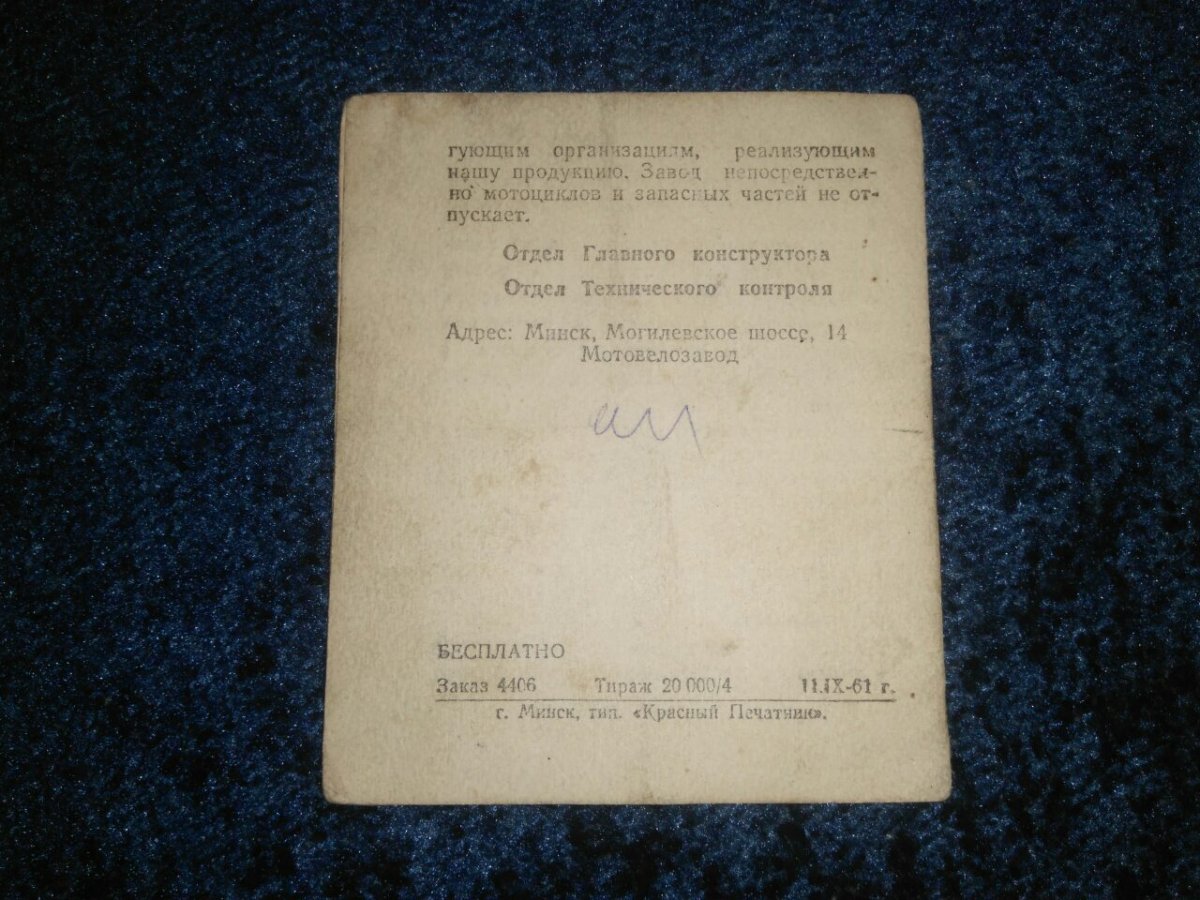 гующим организациям, реализующим
нашу продукцию. Завод непосредствен-
но мотоциклов и запасных частей не от-
пускает.
Отдел Главного конструктора
Отдел Технического контроля
Адрес: Минск, Могилевское шоссе, 14
Мотовелозавод
БЕСПЛАТНО
Заказ 4406 Тираж 20 000/4 11.IX-61 г.
г. Минск, тип. «Красный Печатник».